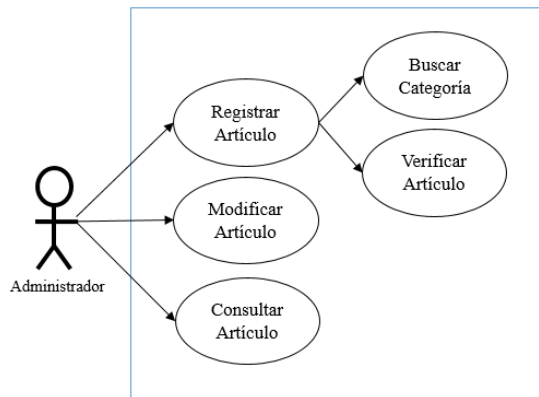 Buscar
Categoría
Registrar
Artículo
Verificar
Artículo
Modificar
Artículo
Administrador
Consultar
Artículo